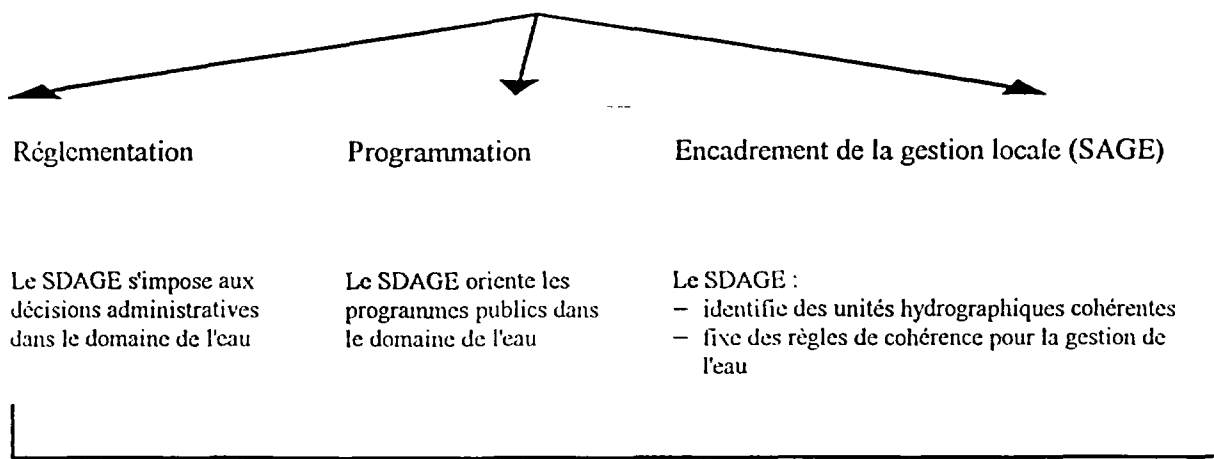 Réglementation
Programmation
Encadrement de la gestion locale (SAGE)
Le SDAGE s'impose aux
décisions administratives
dans le domaine de l'eau
Le SDAGE oriente les
programmes publics dans
le domaine de l'eau
Le SDAGE :
– identifie des unités hydrographiques cohérentes
– fixe des règles de cohérence pour la gestion de
l'eau